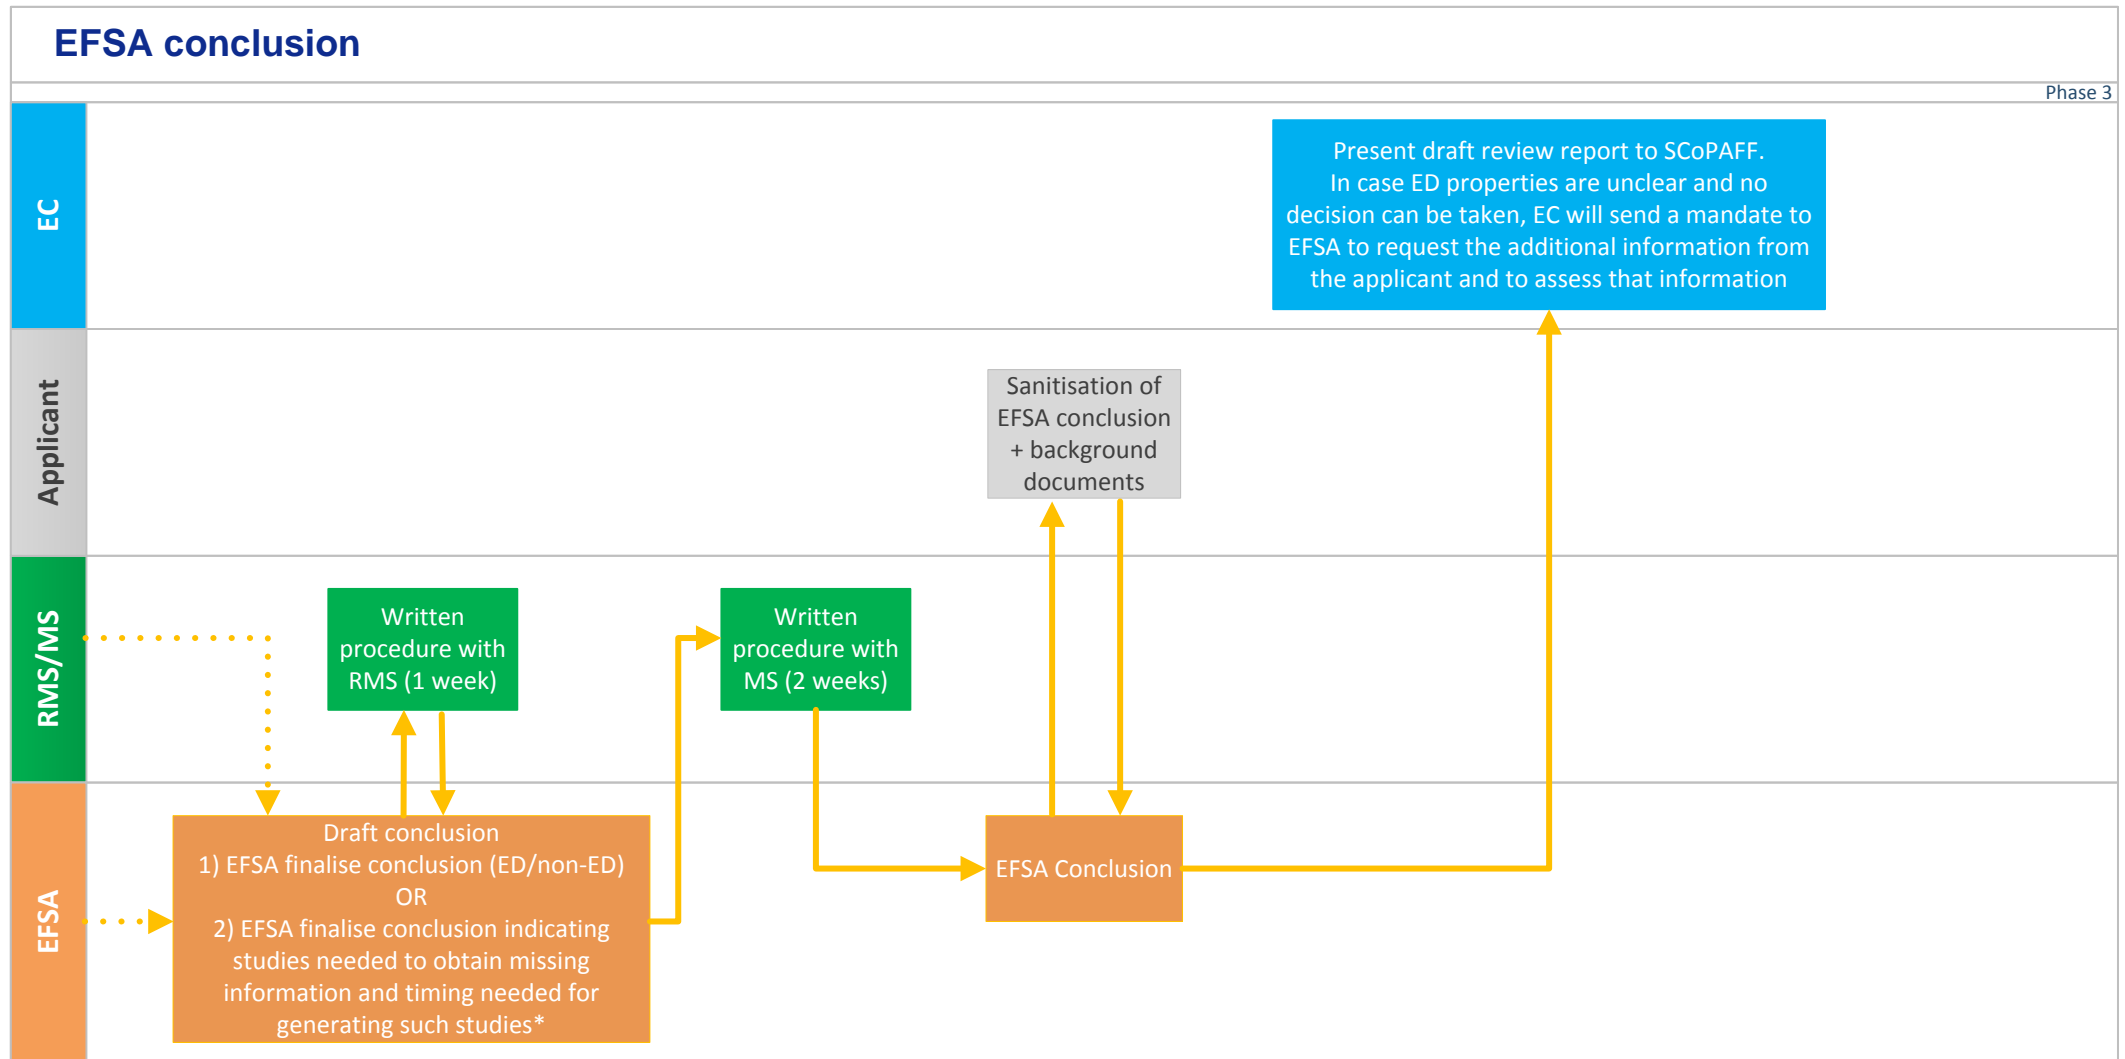 EFSA conclusion
Phase 3
EC
Present draft review report to SCoPAFF.
In case ED properties are unclear and no
decision can be taken, EC will send a mandate to
EFSA to request the additional information from
the applicant and to assess that information
Applicant
Sanitisation of
EFSA conclusion
+ background
documents
RMS/MS
Written
procedure with
RMS (1 week)
Written
procedure with
MS (2 weeks)
EFSA
Draft conclusion
1) EFSA finalise conclusion (ED/non-ED)
OR
2) EFSA finalise conclusion indicating
studies needed to obtain missing
information and timing needed for
generating such studies*
EFSA Conclusion